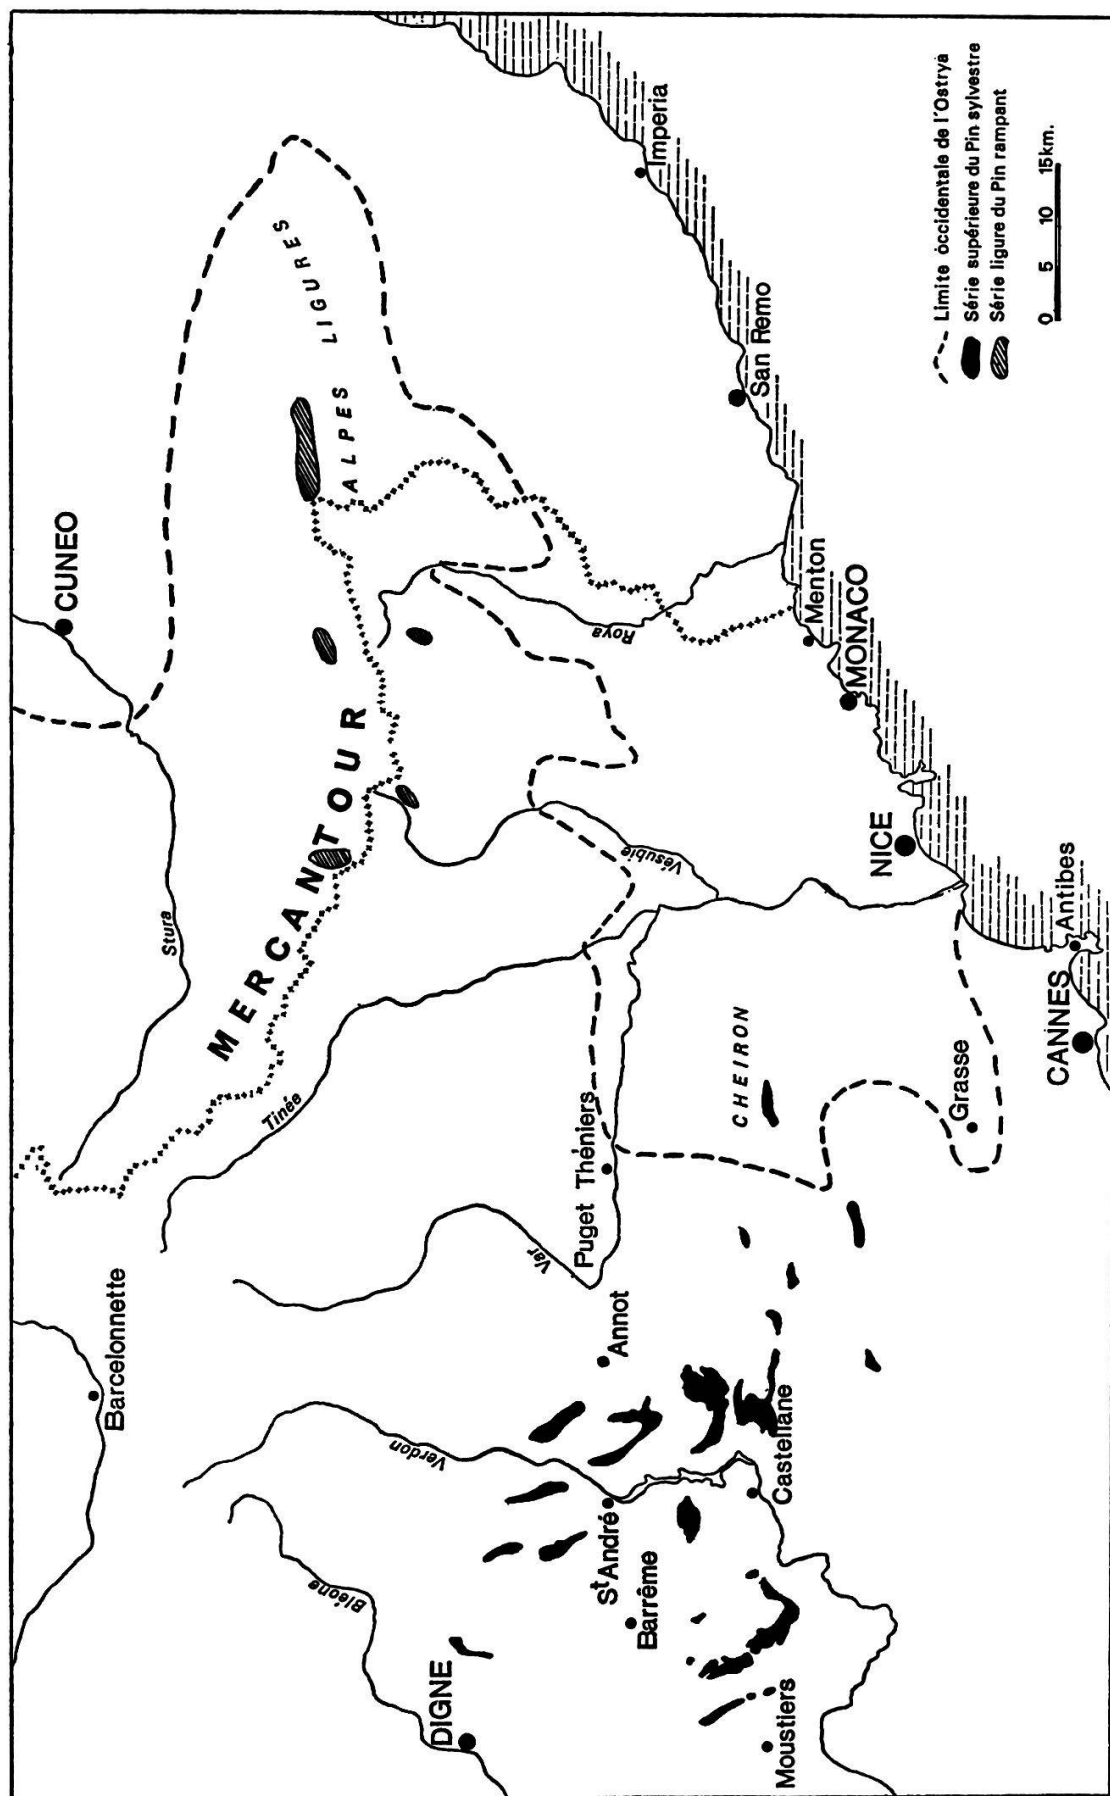 CUNEO
Barcelonnette
Stura
MERCANTOUR
Tinée
ALPES LIGURES
Bléone
Verdon
DIGNE
Var
Puget Théniers
St André
Annot
Roya
Barrême
Imperia
Vésubie
CHEIRON
San Remo
Castellane
Moustiers
Menton
MONACO
NICE
Grasse
CANNES
Antibes
Limite occidentale de l'Ostrya
Série supérieure du Pin sylvestre
Série ligure du Pin rampant
0 5 10 15km.